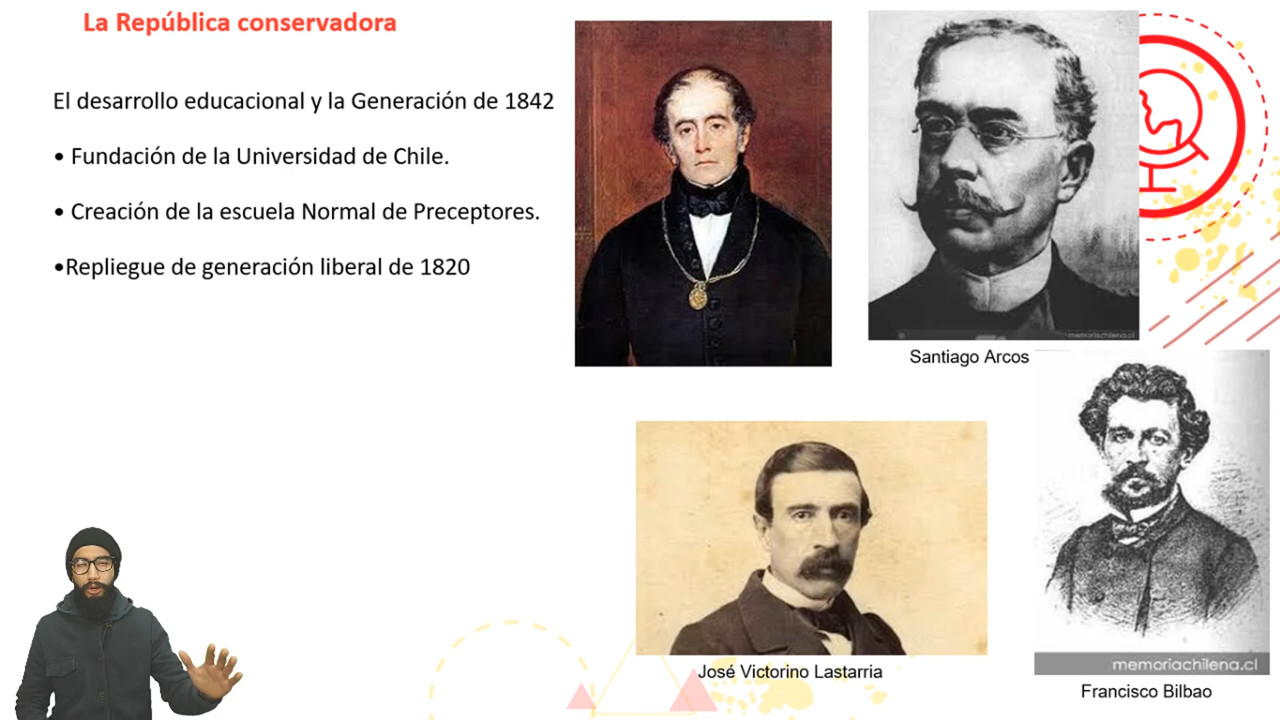 La República conservadora
El desarrollo educacional y la Generación de 1842
• Fundación de la Universidad de Chile.
• Creación de la escuela Normal de Preceptores.
•Repliegue de generación liberal de 1820
memoriachilena.cl
Santiago Arcos
José Victorino Lastarria
memoriachilena.cl
Francisco Bilbao